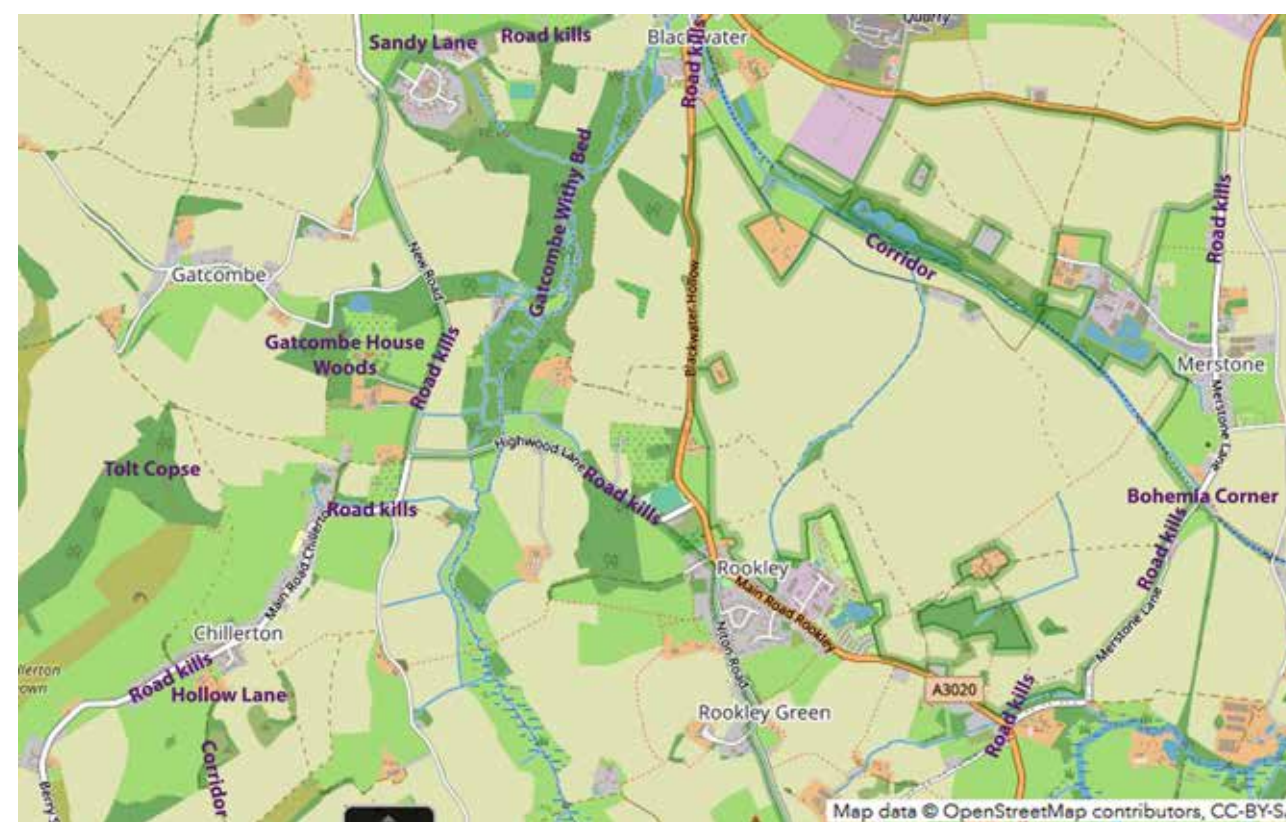 Quarry
Sandy Lane
Road kills
Blackwater
Road kills
Gatcombe Withy Bed
Road kills
Corridor
New Road
Gatcombe
Blackwater Hollow
Gatcombe House
Woods
Road kills
Merstone
Merstone Lane
Highwood Lane
Tolt Copse
Road kills
Road kills
Bohemia Corner
Road kills
Main Road Chillerton
Rookley
Main Road Rookley
Merstone Lane
Niton Road
Chillerton
Road kills
Hollow Lane
A3020
Road kills
Rookley Green
Corridor
Map data © OpenStreetMap contributors, CC-BY-S